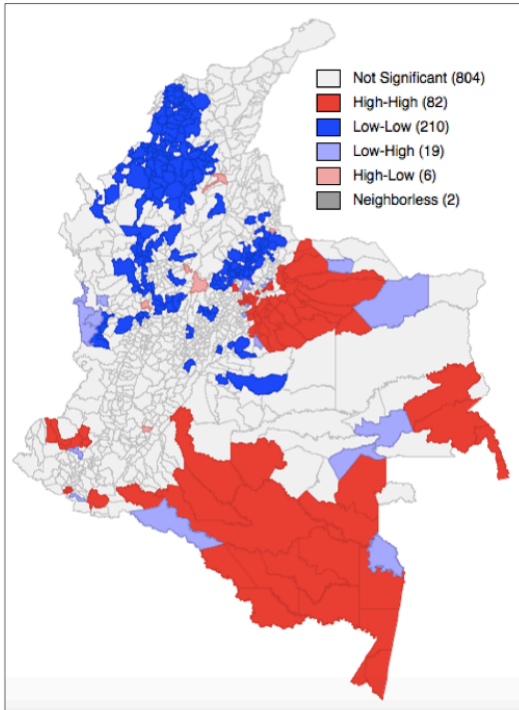 Not Significant (804)
High-High (82)
Low-Low (210)
Low-High (19)
High-Low (6)
Neighborless (2)